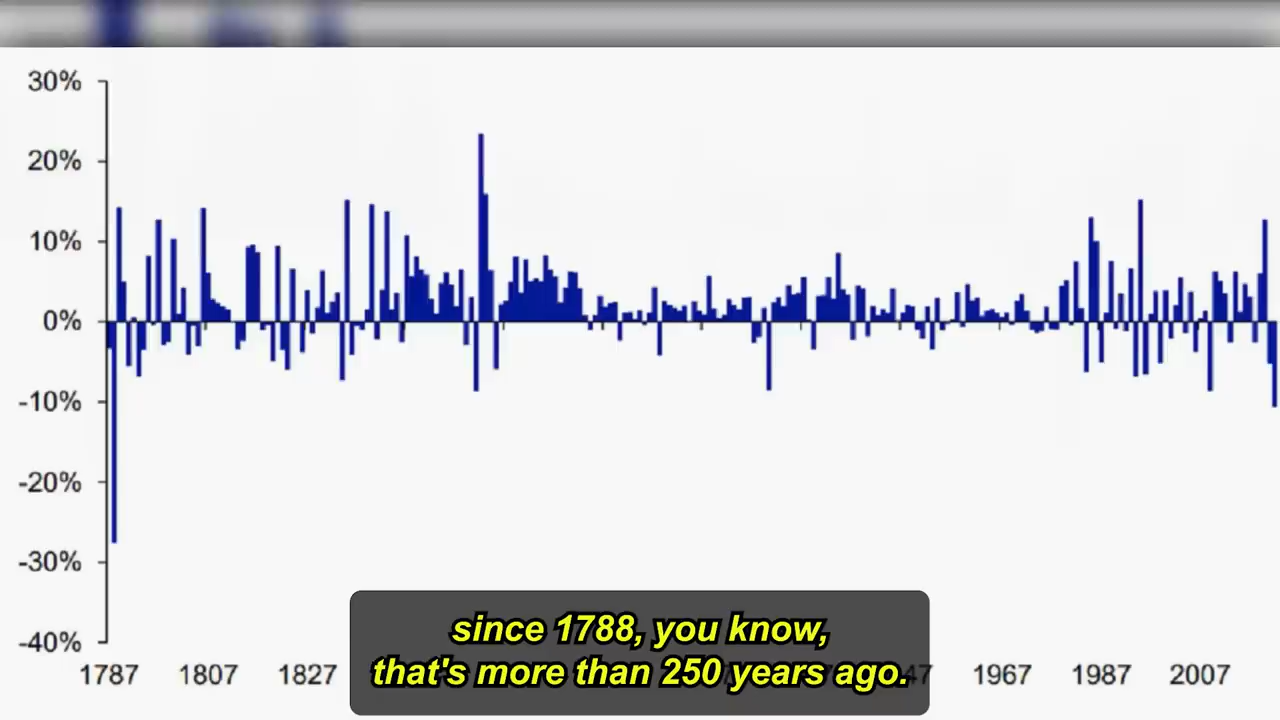 30%
20%
10%
0%
-10%
-20%
-30%
-40%
1787 1807 1827 47 1967 1987 2007
since 1788, you know,
that's more than 250 years ago.